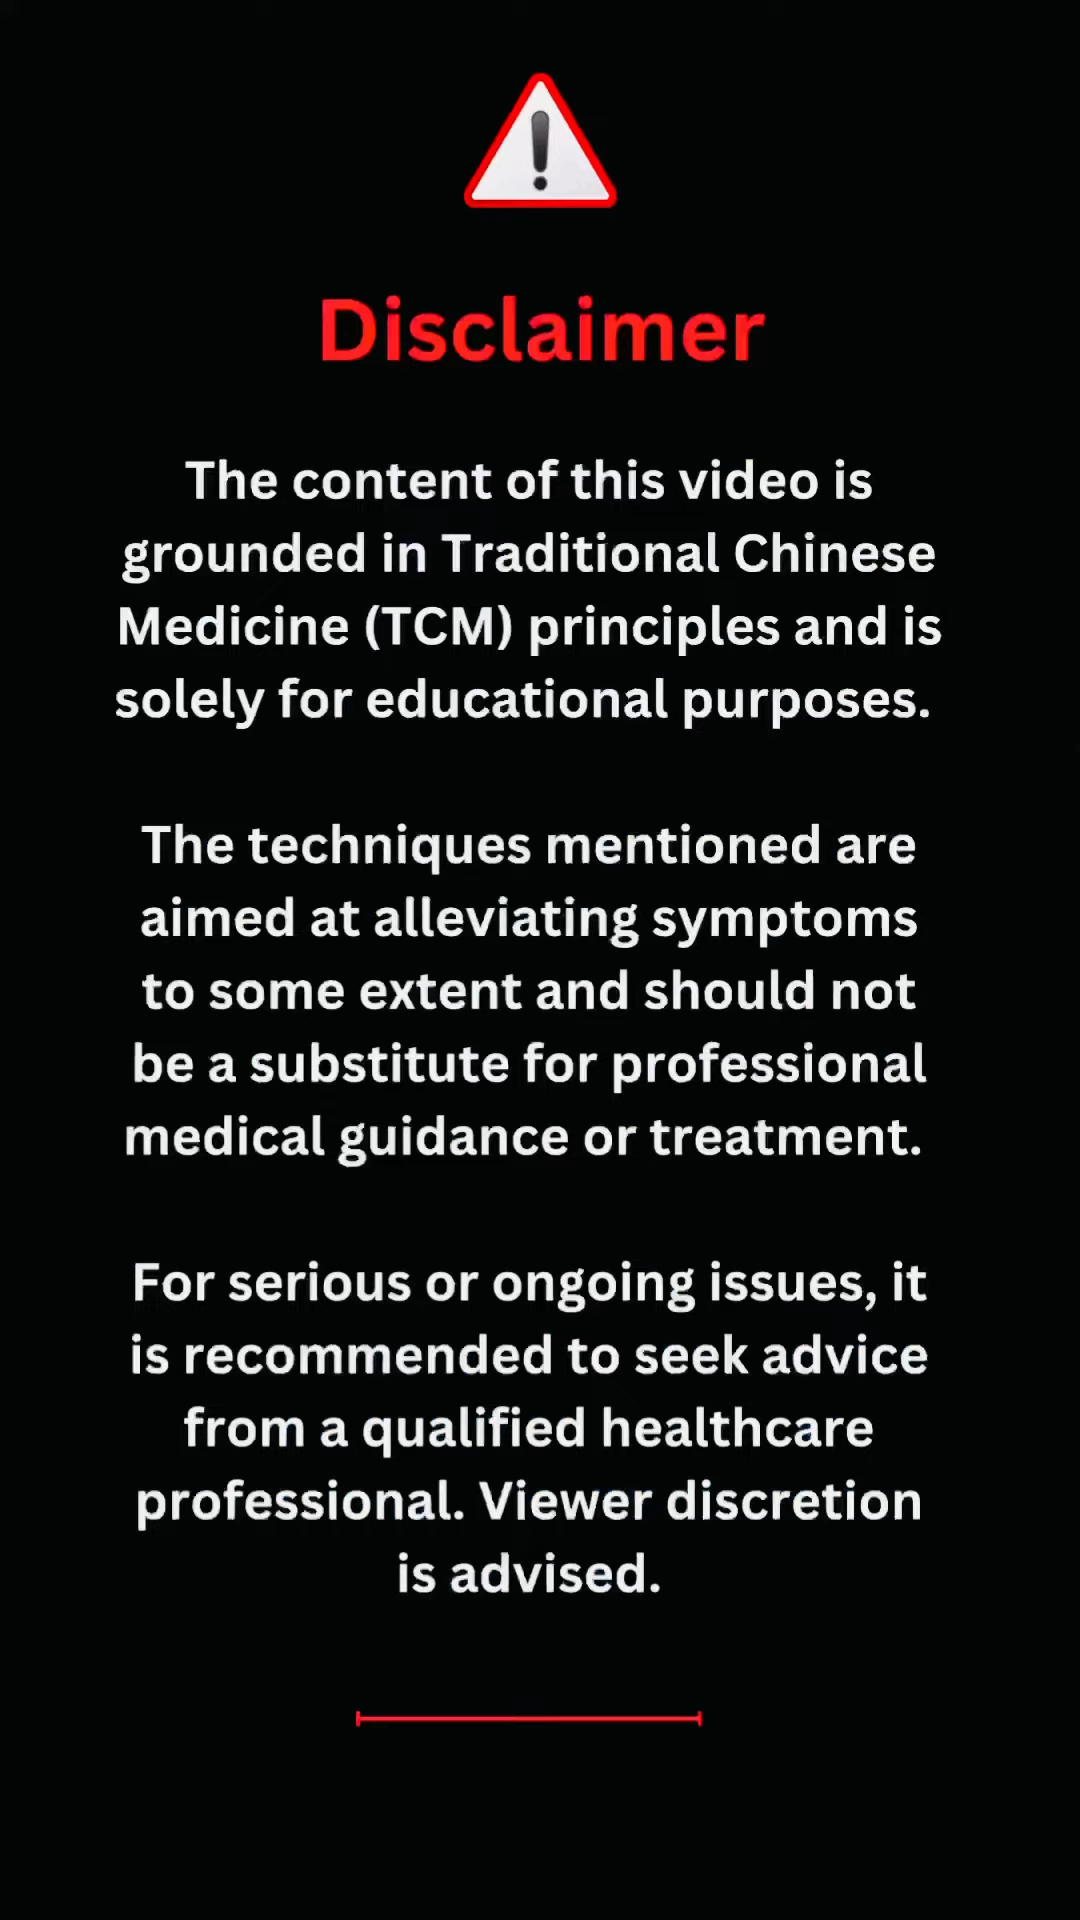 Disclaimer
The content of this video is
grounded in Traditional Chinese
Medicine (TCM) principles and is
solely for educational purposes.
The techniques mentioned are
aimed at alleviating symptoms
to some extent and should not
be a substitute for professional
medical guidance or treatment.
For serious or ongoing issues, it
is recommended to seek advice
from a qualified healthcare
professional. Viewer discretion
is advised.